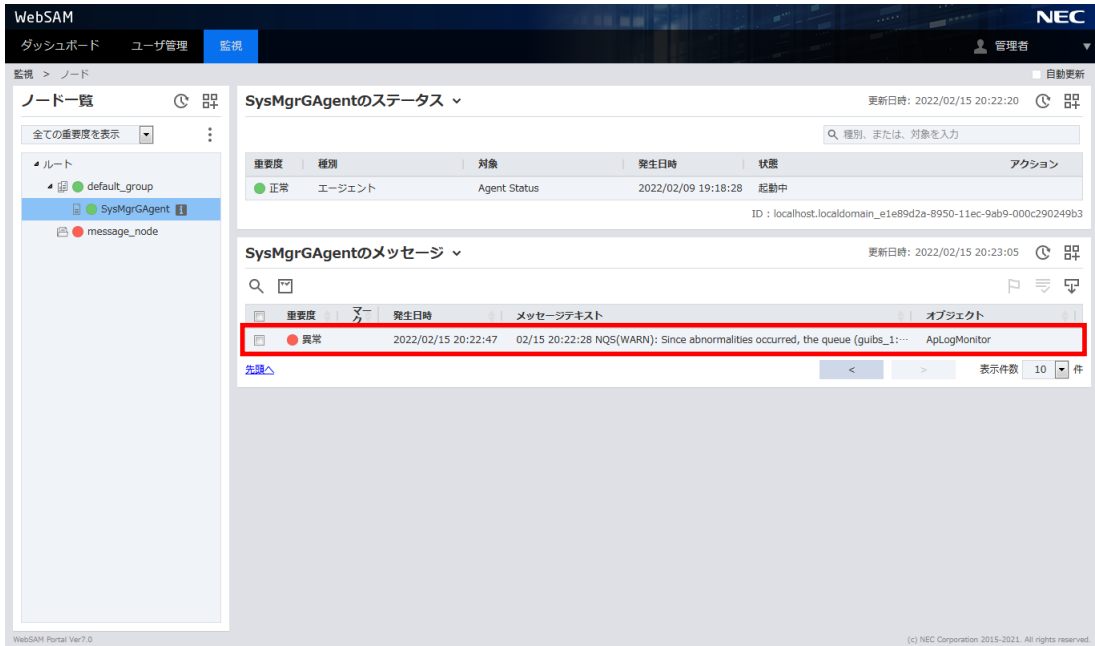 WebSAM
NEC
ダッシュボード ユーザ管理 監視 管理者
監視 > ノード 自動更新
ノード一覧
全ての重要度を表示
ルート
default_group
SysMgrGAgent
message_node
SysMgrGAgentのステータス 更新日時: 2022/02/15 20:22:20
種別、または、対象を入力
重要度 種別 対象 発生日時 状態 アクション
正常 エージェント Agent Status 2022/02/09 19:18:28 起動中
ID : localhost.localdomain_e1e89d2a-8950-11ec-9ab9-000c290249b3
SysMgrGAgentのメッセージ 更新日時: 2022/02/15 20:23:05
重要度 マーク 発生日時 メッセージテキスト オブジェクト
異常 2022/02/15 20:22:47 02/15 20:22:28 NQS(WARN): Since abnormalities occurred, the queue (guibs_1:… ApLogMonitor
先頭へ < > 表示件数 10 件
WebSAM Portal Ver7.0 (c) NEC Corporation 2015-2021. All rights reserved.